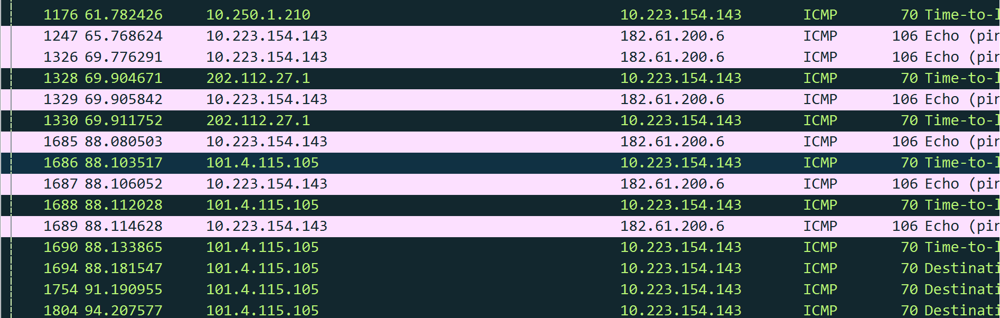 1176 61.782426 10.250.1.210 10.223.154.143 ICMP 70 Time-to-l
1247 65.768624 10.223.154.143 182.61.200.6 ICMP 106 Echo (pin
1326 69.776291 10.223.154.143 182.61.200.6 ICMP 106 Echo (pin
1328 69.904671 202.112.27.1 10.223.154.143 ICMP 70 Time-to-l
1329 69.905842 10.223.154.143 182.61.200.6 ICMP 106 Echo (pin
1330 69.911752 202.112.27.1 10.223.154.143 ICMP 70 Time-to-l
1685 88.080503 10.223.154.143 182.61.200.6 ICMP 106 Echo (pin
1686 88.103517 101.4.115.105 10.223.154.143 ICMP 70 Time-to-l
1687 88.106052 10.223.154.143 182.61.200.6 ICMP 106 Echo (pin
1688 88.112028 101.4.115.105 10.223.154.143 ICMP 70 Time-to-l
1689 88.114628 10.223.154.143 182.61.200.6 ICMP 106 Echo (pin
1690 88.133865 101.4.115.105 10.223.154.143 ICMP 70 Time-to-l
1694 88.181547 101.4.115.105 10.223.154.143 ICMP 70 Destinati
1754 91.190955 101.4.115.105 10.223.154.143 ICMP 70 Destinati
1804 94.207577 101.4.115.105 10.223.154.143 ICMP 70 Destinati